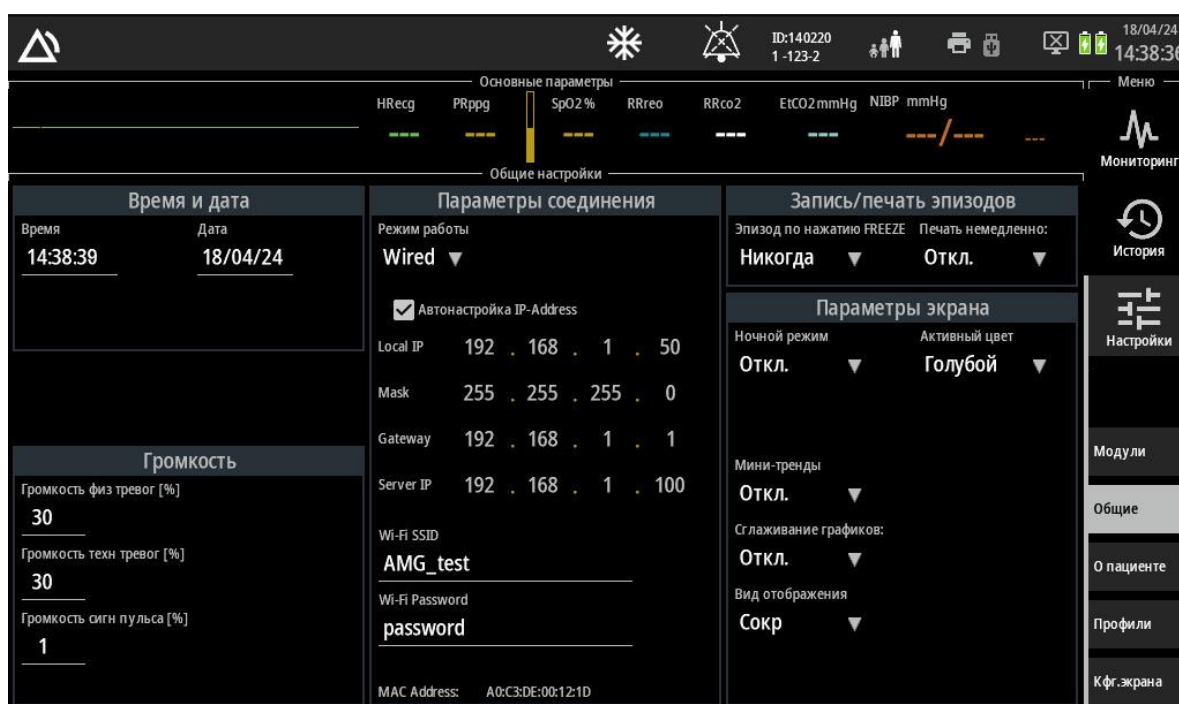 ID:140220
1 -123-2
18/04/24
14:38:36
Основные параметры
Меню
HRecg PRppg SpO2 % RRreo RRco2 EtCO2 mmHg NIBP mmHg
--- --- --- --- --- --- ---/--- ---
Мониторинг
Общие настройки
Время и дата
Время Дата
14:38:39 18/04/24
Громкость
Громкость физ тревог [%]
30
Громкость техн тревог [%]
30
Громкость сигн пульса [%]
1
Параметры соединения
Режим работы
Wired
Автонастройка IP-Address
Local IP 192 . 168 . 1 . 50
Mask 255 . 255 . 255 . 0
Gateway 192 . 168 . 1 . 1
Server IP 192 . 168 . 1 . 100
Wi-Fi SSID
AMG_test
Wi-Fi Password
password
MAC Address: A0:C3:DE:00:12:1D
Запись/печать эпизодов
Эпизод по нажатию FREEZE Печать немедленно:
Никогда Откл.
Параметры экрана
Ночной режим Активный цвет
Откл. Голубой
Мини-тренды
Откл.
Сглаживание графиков:
Откл.
Вид отображения
Сокр
История
Настройки
Модули
Общие
О пациенте
Профили
Кфг.экрана